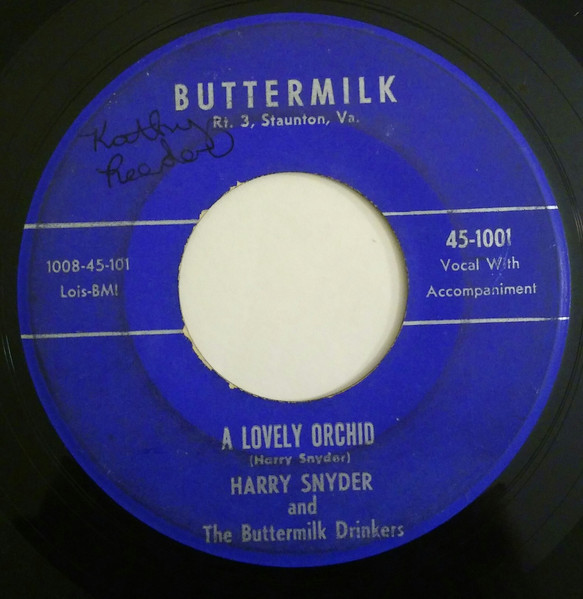 BUTTERMILK
Rt. 3, Staunton, Va.
Kathy
Reeder
1008-45-101
Lois-BMI
45-1001
Vocal With
Accompaniment
A LOVELY ORCHID
(Harry Snyder)
HARRY SNYDER
and
The Buttermilk Drinkers